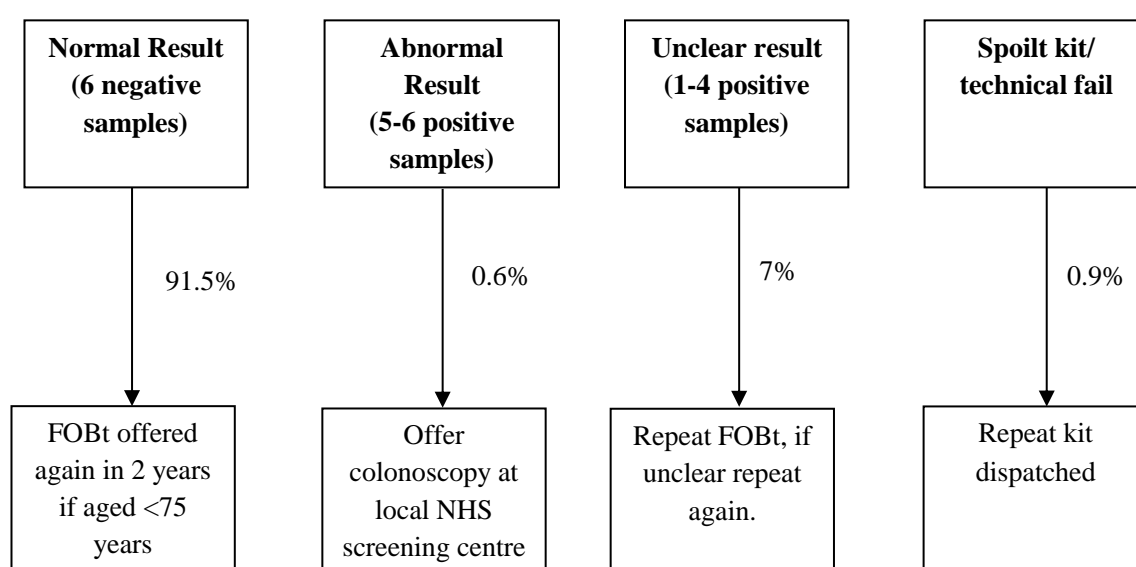 Normal Result
(6 negative
samples)
Abnormal
Result
(5-6 positive
samples)
Unclear result
(1-4 positive
samples)
Spoilt kit/
technical fail
91.5%
0.6%
7%
0.9%
FOBt offered
again in 2 years
if aged <75
years
Offer
colonoscopy at
local NHS
screening centre
Repeat FOBt, if
unclear repeat
again.
Repeat kit
dispatched